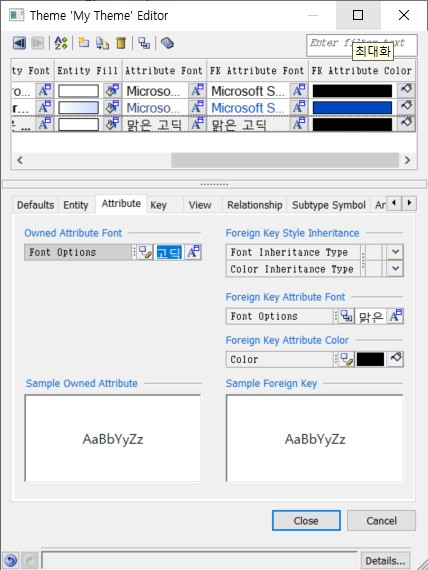 Theme 'My Theme' Editor
Enter filter text
최대화
ty Font Entity Fill Attribute Font FK Attribute Font FK Attribute Color
o... Microso... Microsoft S...
r... Microso... Microsoft S...
... 맑은 고딕 맑은 고딕
Defaults Entity Attribute Key View Relationship Subtype Symbol Ar
Owned Attribute Font
Font Options 고딕
Foreign Key Style Inheritance
Font Inheritance Type
Color Inheritance Type
Foreign Key Attribute Font
Font Options 맑은
Foreign Key Attribute Color
Color
Sample Owned Attribute
AaBbYyZz
Sample Foreign Key
AaBbYyZz
Close Cancel
Details...